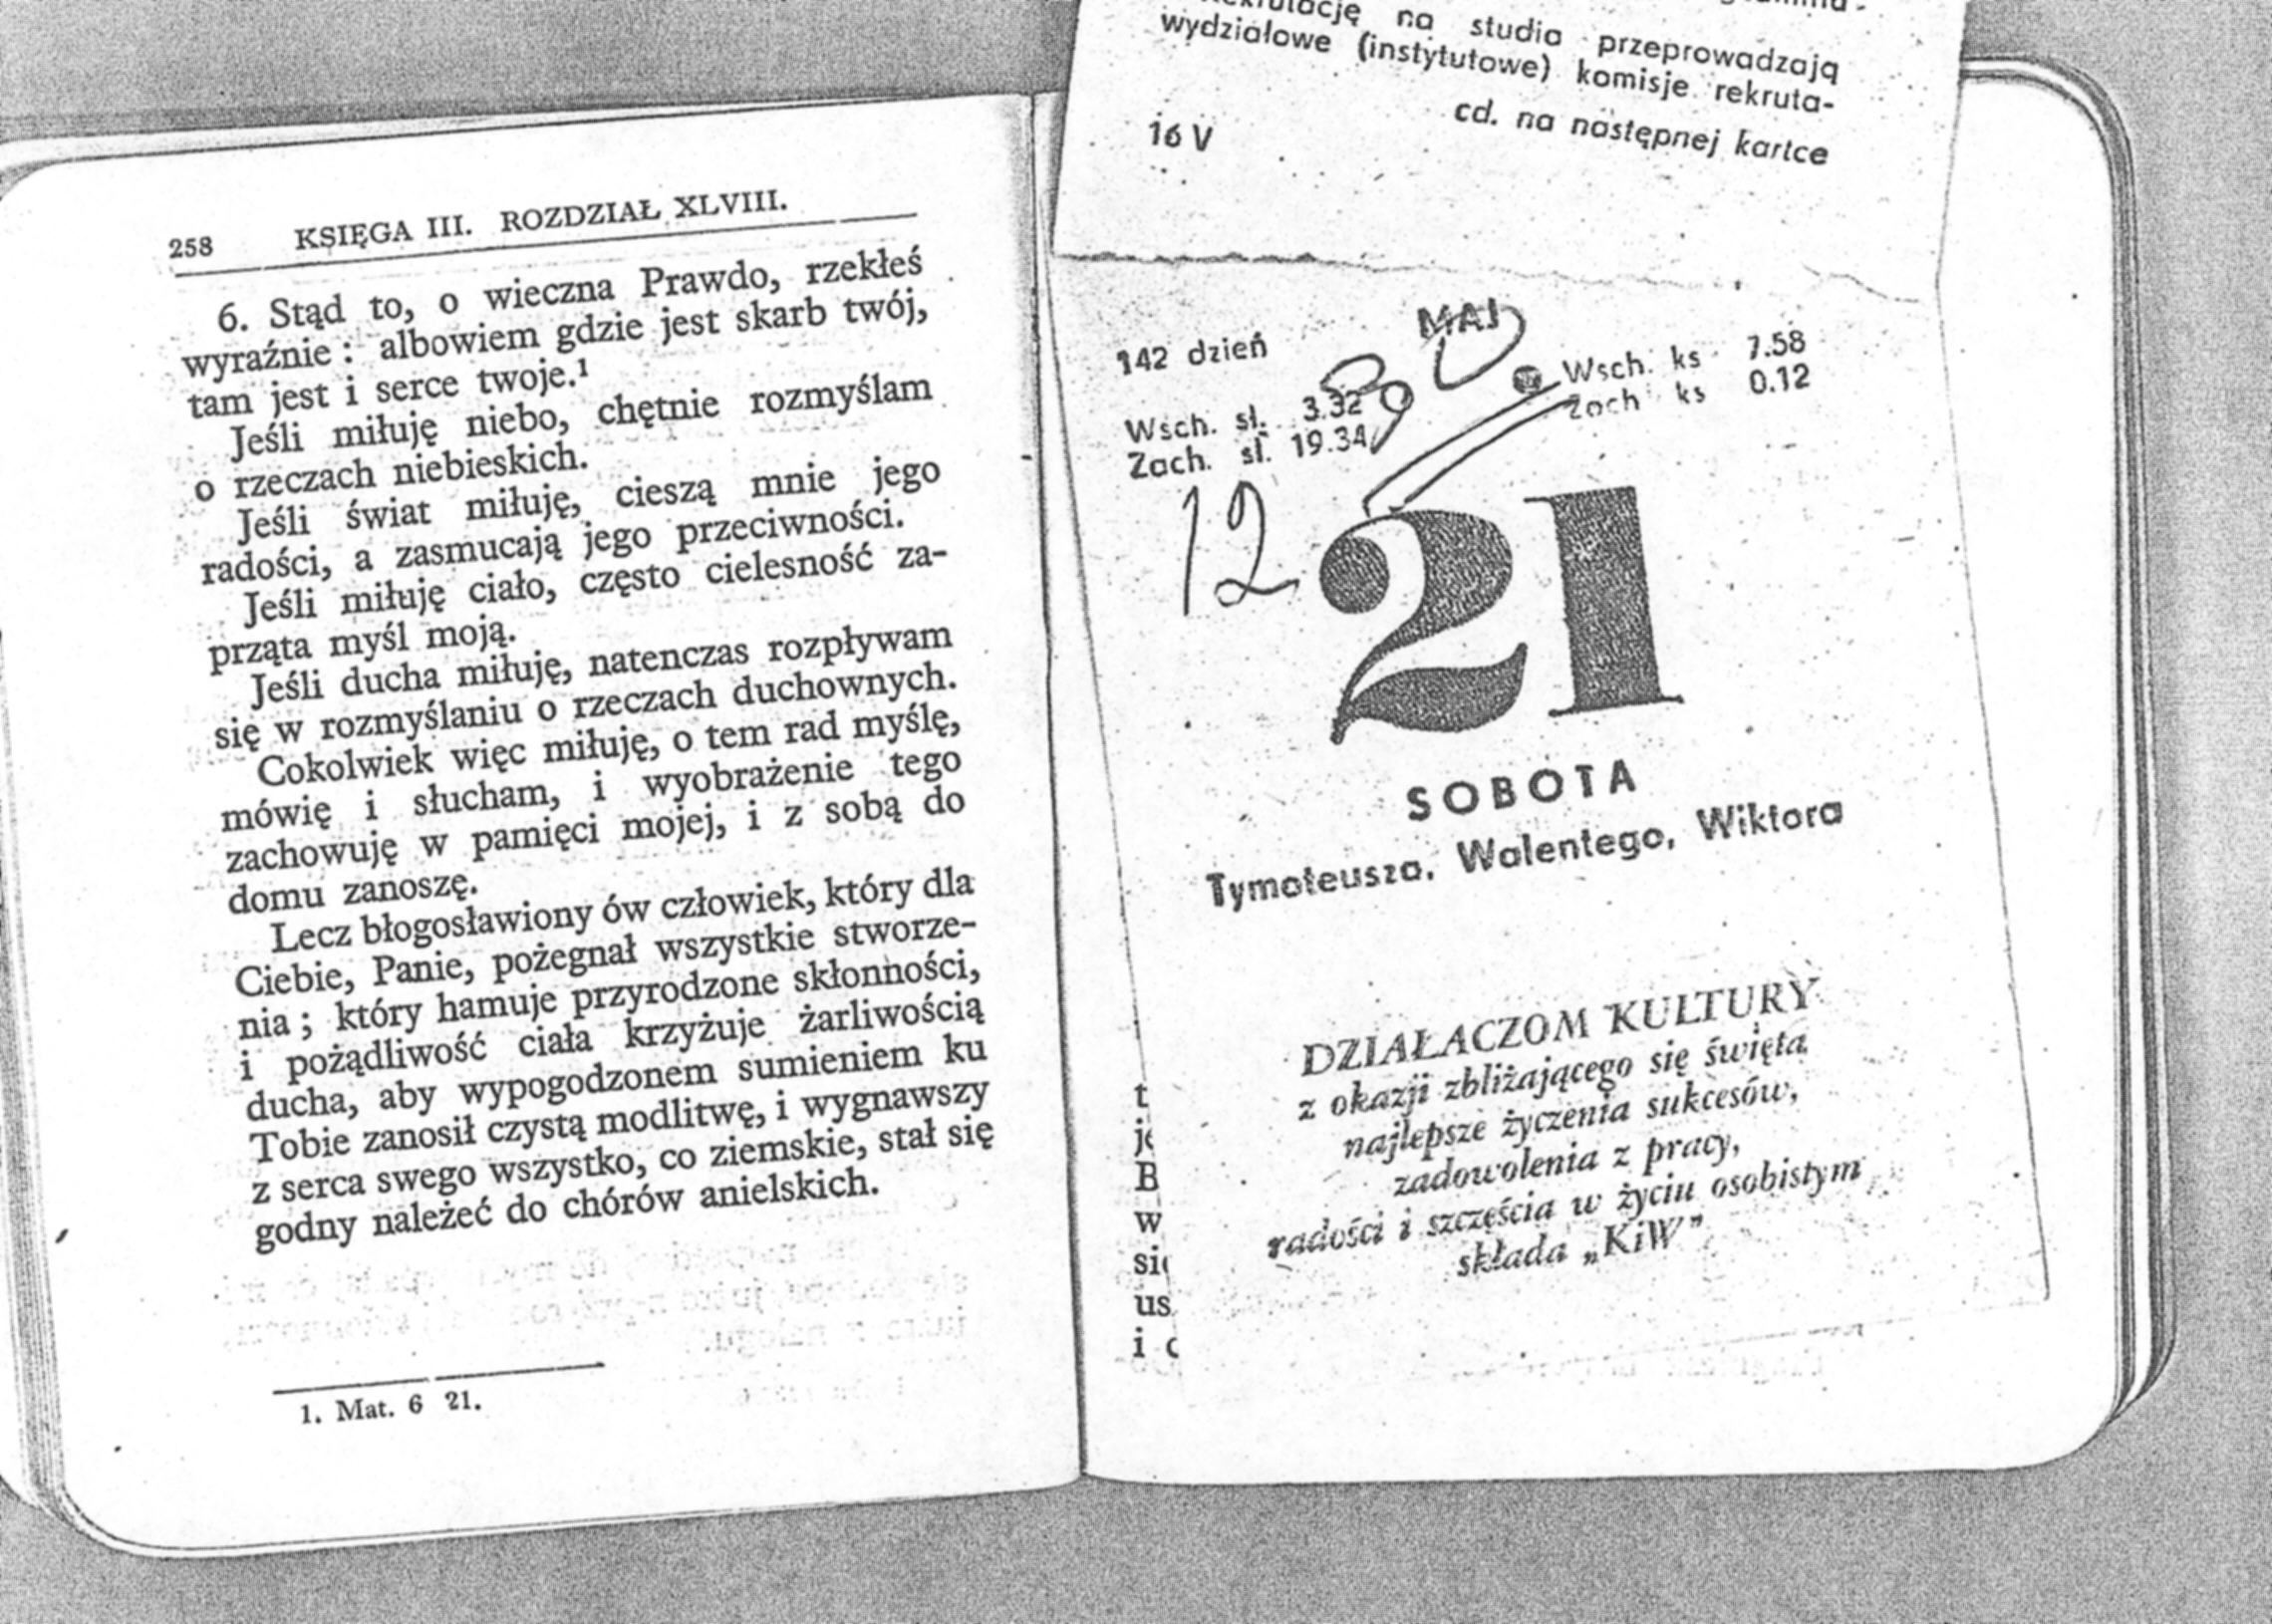 258 KSIĘGA III. ROZDZIAŁ XLVIII.
6. Stąd to, o wieczna Prawdo, rzekłeś
wyraźnie : albowiem gdzie jest skarb twój,
tam jest i serce twoje.¹
Jeśli miłuję niebo, chętnie rozmyślam
o rzeczach niebieskich.
Jeśli świat miłuję, cieszą mnie jego
radości, a zasmucają jego przeciwności.
Jeśli miłuję ciało, często cielesność za-
prząta myśl moją.
Jeśli ducha miłuję, natenczas rozpływam
się w rozmyślaniu o rzeczach duchownych.
Cokolwiek więc miłuję, o tem rad myślę,
mówię i słucham, i wyobrażenie tego
zachowuję w pamięci mojej, i z sobą do
domu zanoszę.
Lecz błogosławiony ów człowiek, który dla
Ciebie, Panie, pożegnał wszystkie stworze-
nia ; który hamuje przyrodzone skłonności,
i pożądliwość ciała krzyżuje żarliwością
ducha, aby wypogodzonem sumieniem ku
Tobie zanosił czystą modlitwę, i wygnawszy
z serca swego wszystko, co ziemskie, stał się
godny należeć do chórów anielskich.
1. Mat. 6 21.
na studia przeprowadzają
wydziałowe (instytutowe) komisje rekruta-
cd. na następnej kartce
16 V
MAJ
142 dzień
Wsch. sł. 3.32
Zach. sł. 19.34
Wsch. ks 7.58
Zach ks 0.12
12
21
SOBOTA
Tymoteusza, Walentego, Wiktora
DZIAŁACZOM KULTURY
z okazji zbliżającego się święta
najlepsze życzenia sukcesów,
zadowolenia z pracy,
radości i szczęścia w życiu osobistym
składa „KiW”
t
B
w
us
i